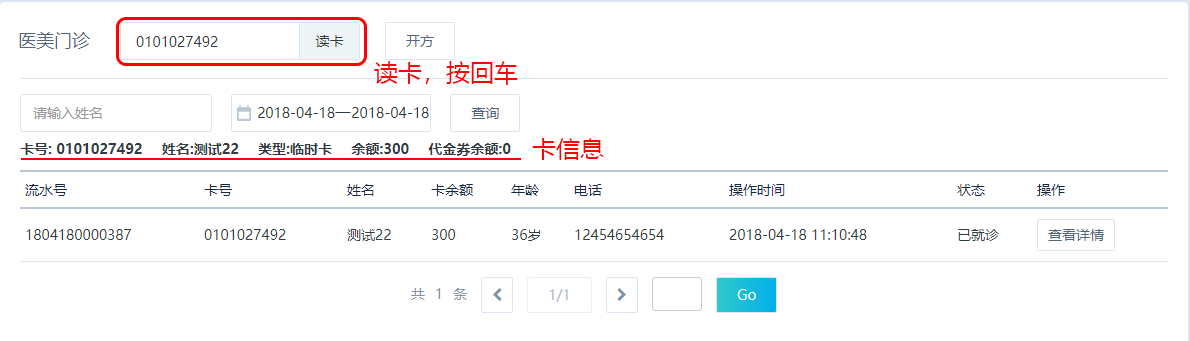 医美门诊 0101027492 读卡 开方
读卡，按回车
请输入姓名 2018-04-18—2018-04-18 查询
卡号: 0101027492 姓名:测试22 类型:临时卡 余额:300 代金券余额:0 卡信息
流水号 卡号 姓名 卡余额 年龄 电话 操作时间 状态 操作
1804180000387 0101027492 测试22 300 36岁 12454654654 2018-04-18 11:10:48 已就诊 查看详情
共 1 条 1/1 Go